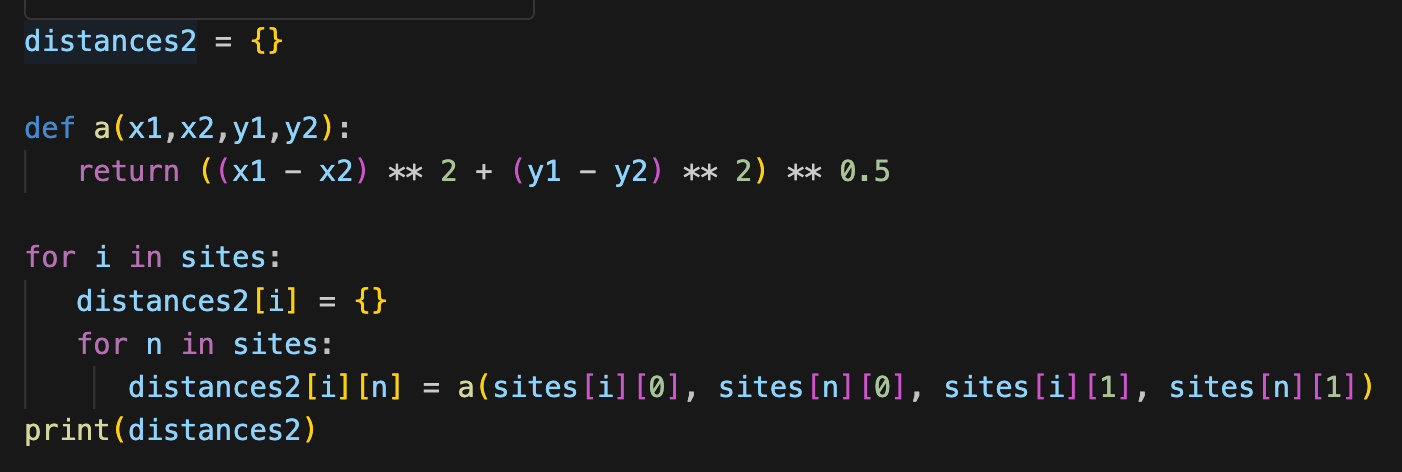 distances2 = {}
def a(x1,x2,y1,y2):
return ((x1 - x2) ** 2 + (y1 - y2) ** 2) ** 0.5
for i in sites:
distances2[i] = {}
for n in sites:
distances2[i][n] = a(sites[i][0], sites[n][0], sites[i][1], sites[n][1])
print(distances2)